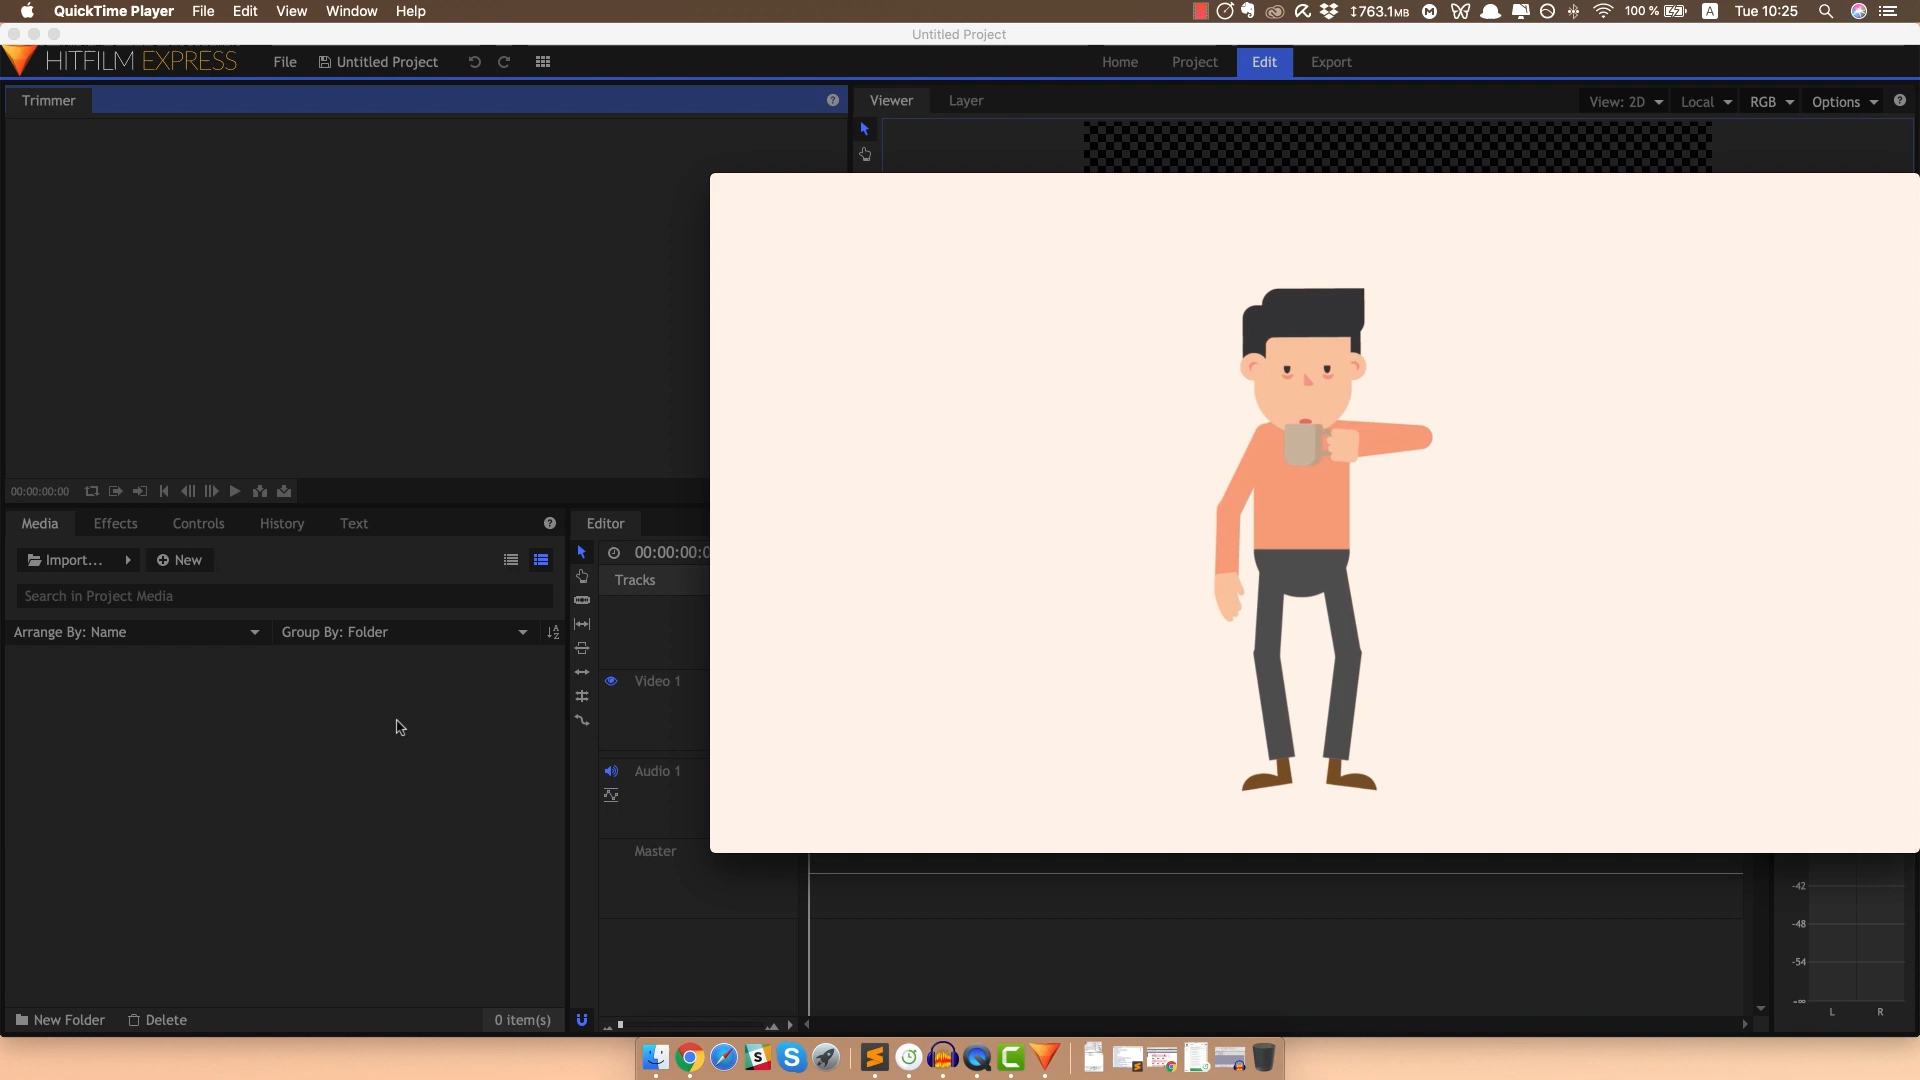 QuickTime Player File Edit View Window Help
763.1MB 100 % A Tue 10:25
Untitled Project
HITFILM EXPRESS File Untitled Project Home Project Edit Export
Trimmer Viewer Layer View: 2D Local RGB Options
00:00:00:00
Media Effects Controls History Text Editor
Import... New 00:00:00:0
Tracks
Search in Project Media
Arrange By: Name Group By: Folder
Video 1
Audio 1
Master
-42
-48
-54
-∞
L R
New Folder Delete 0 item(s)